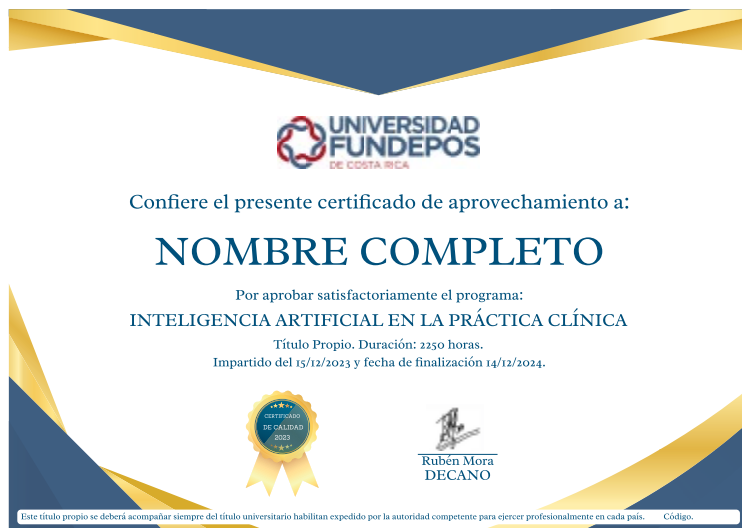 UNIVERSIDAD
FUNDEPOS
DE COSTA RICA
Confiere el presente certificado de aprovechamiento a:
NOMBRE COMPLETO
Por aprobar satisfactoriamente el programa:
INTELIGENCIA ARTIFICIAL EN LA PRÁCTICA CLÍNICA
Título Propio. Duración: 2250 horas.
Impartido del 15/12/2023 y fecha de finalización 14/12/2024.
CERTIFICADO
DE CALIDAD
2023
Rubén Mora
DECANO
Este título propio se deberá acompañar siempre del título universitario habilitan expedido por la autoridad competente para ejercer profesionalmente en cada país. Código.